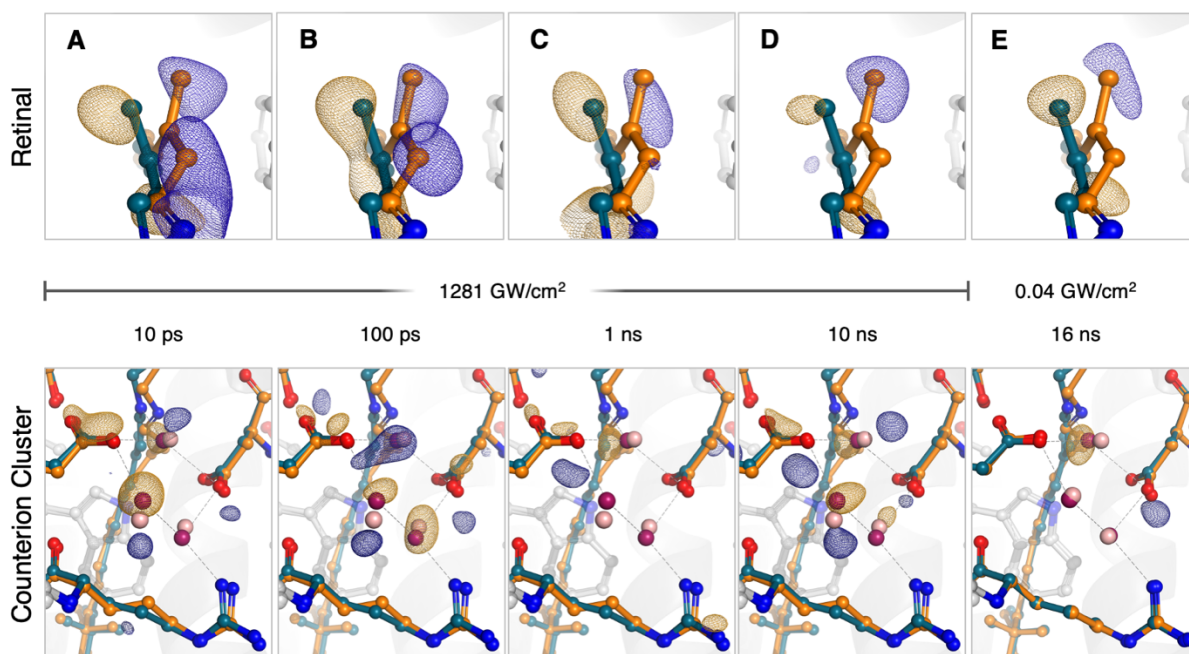 A B C D E
Retinal
1281 GW/cm² 0.04 GW/cm²
10 ps 100 ps 1 ns 10 ns 16 ns
Counterion Cluster